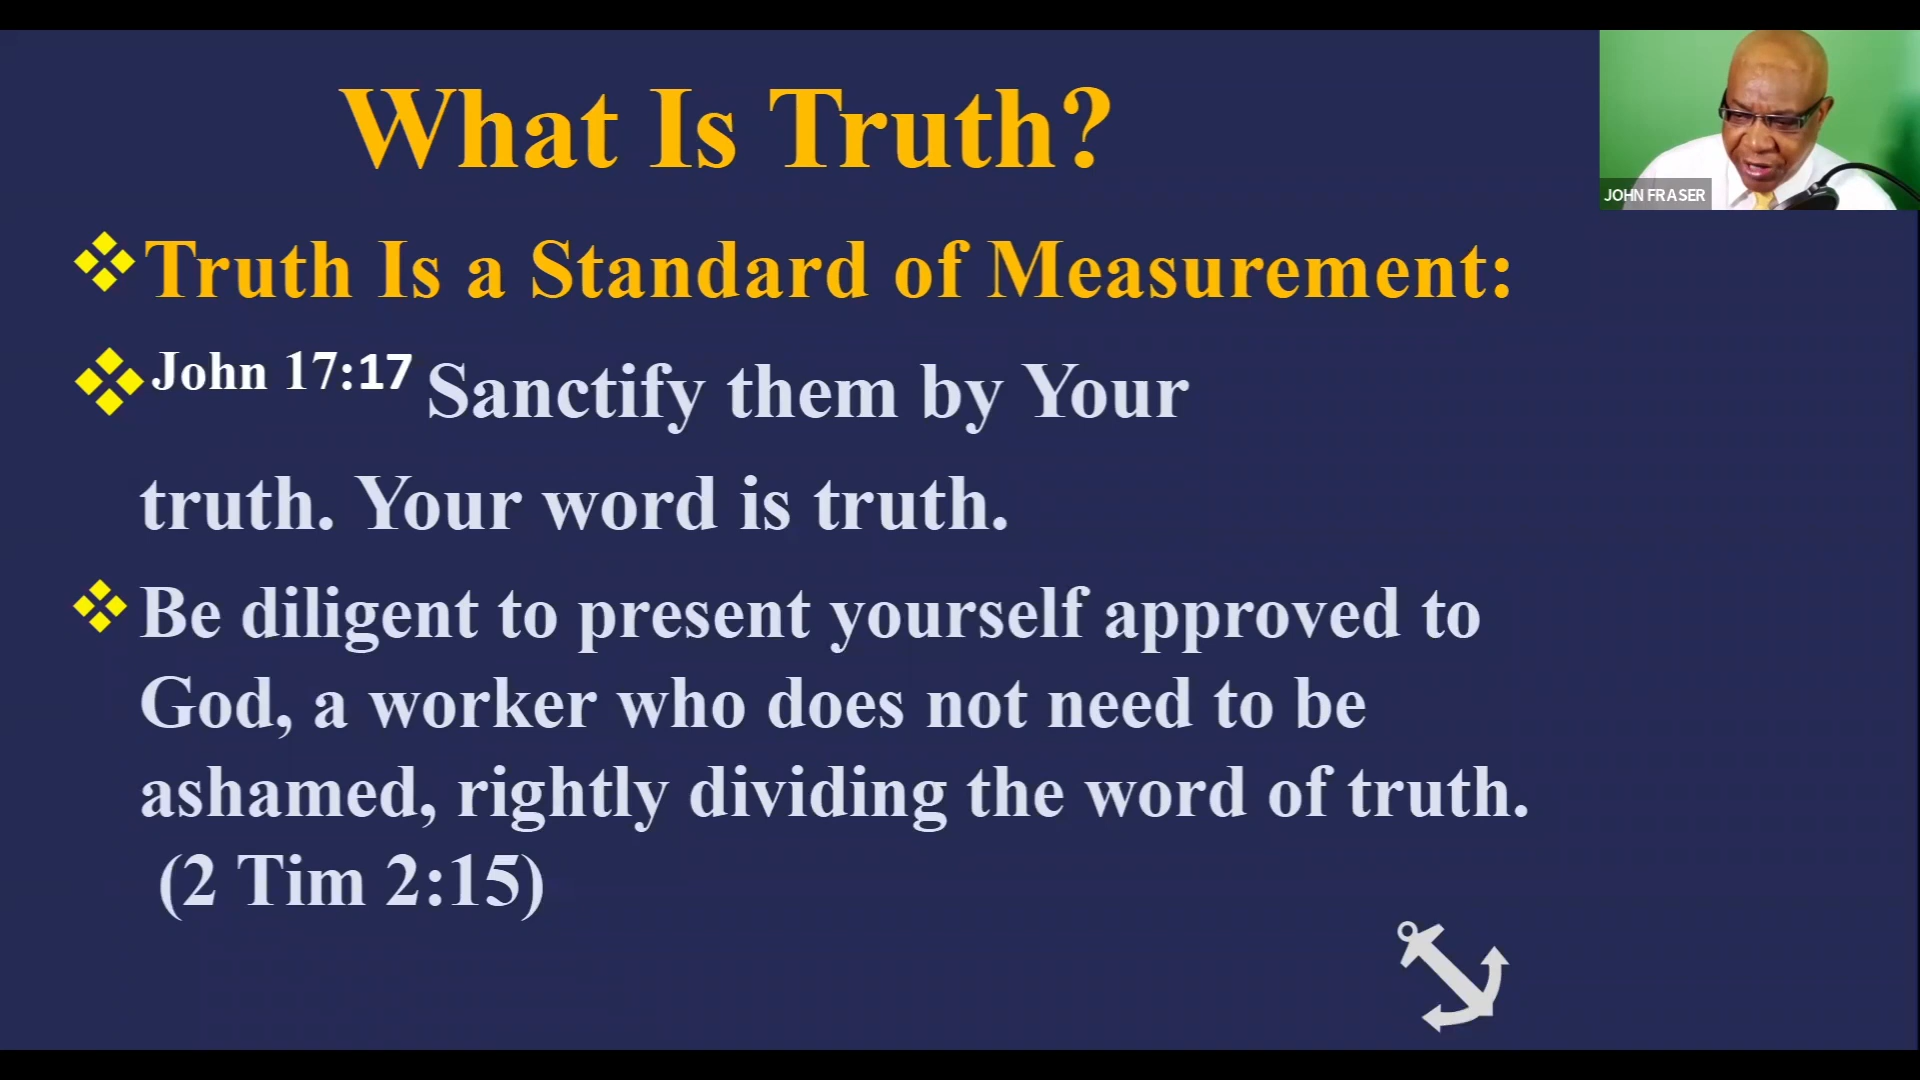 What Is Truth?
JOHN FRASER
Truth Is a Standard of Measurement:
John 17:17 Sanctify them by Your
truth. Your word is truth.
Be diligent to present yourself approved to
God, a worker who does not need to be
ashamed, rightly dividing the word of truth.
(2 Tim 2:15)